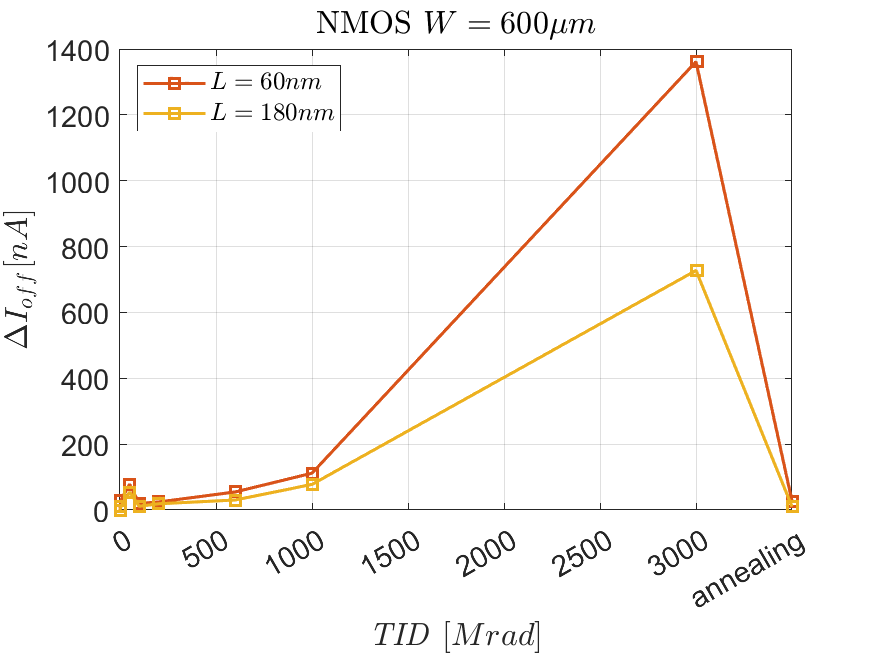 NMOS W = 600μm
L = 60nm
L = 180nm
1400
1200
1000
800
600
400
200
0
ΔI_off[nA]
0
500
1000
1500
2000
2500
3000
annealing
TID [Mrad]